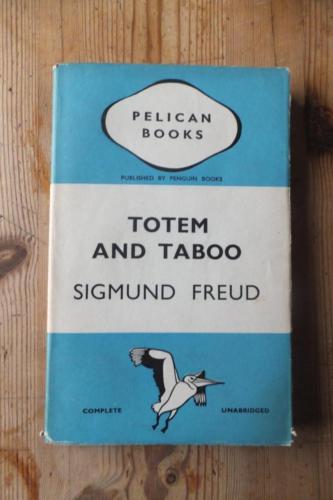 PELICAN
BOOKS
PUBLISHED BY PENGUIN BOOKS
TOTEM
AND TABOO
SIGMUND FREUD
COMPLETE UNABRIDGED